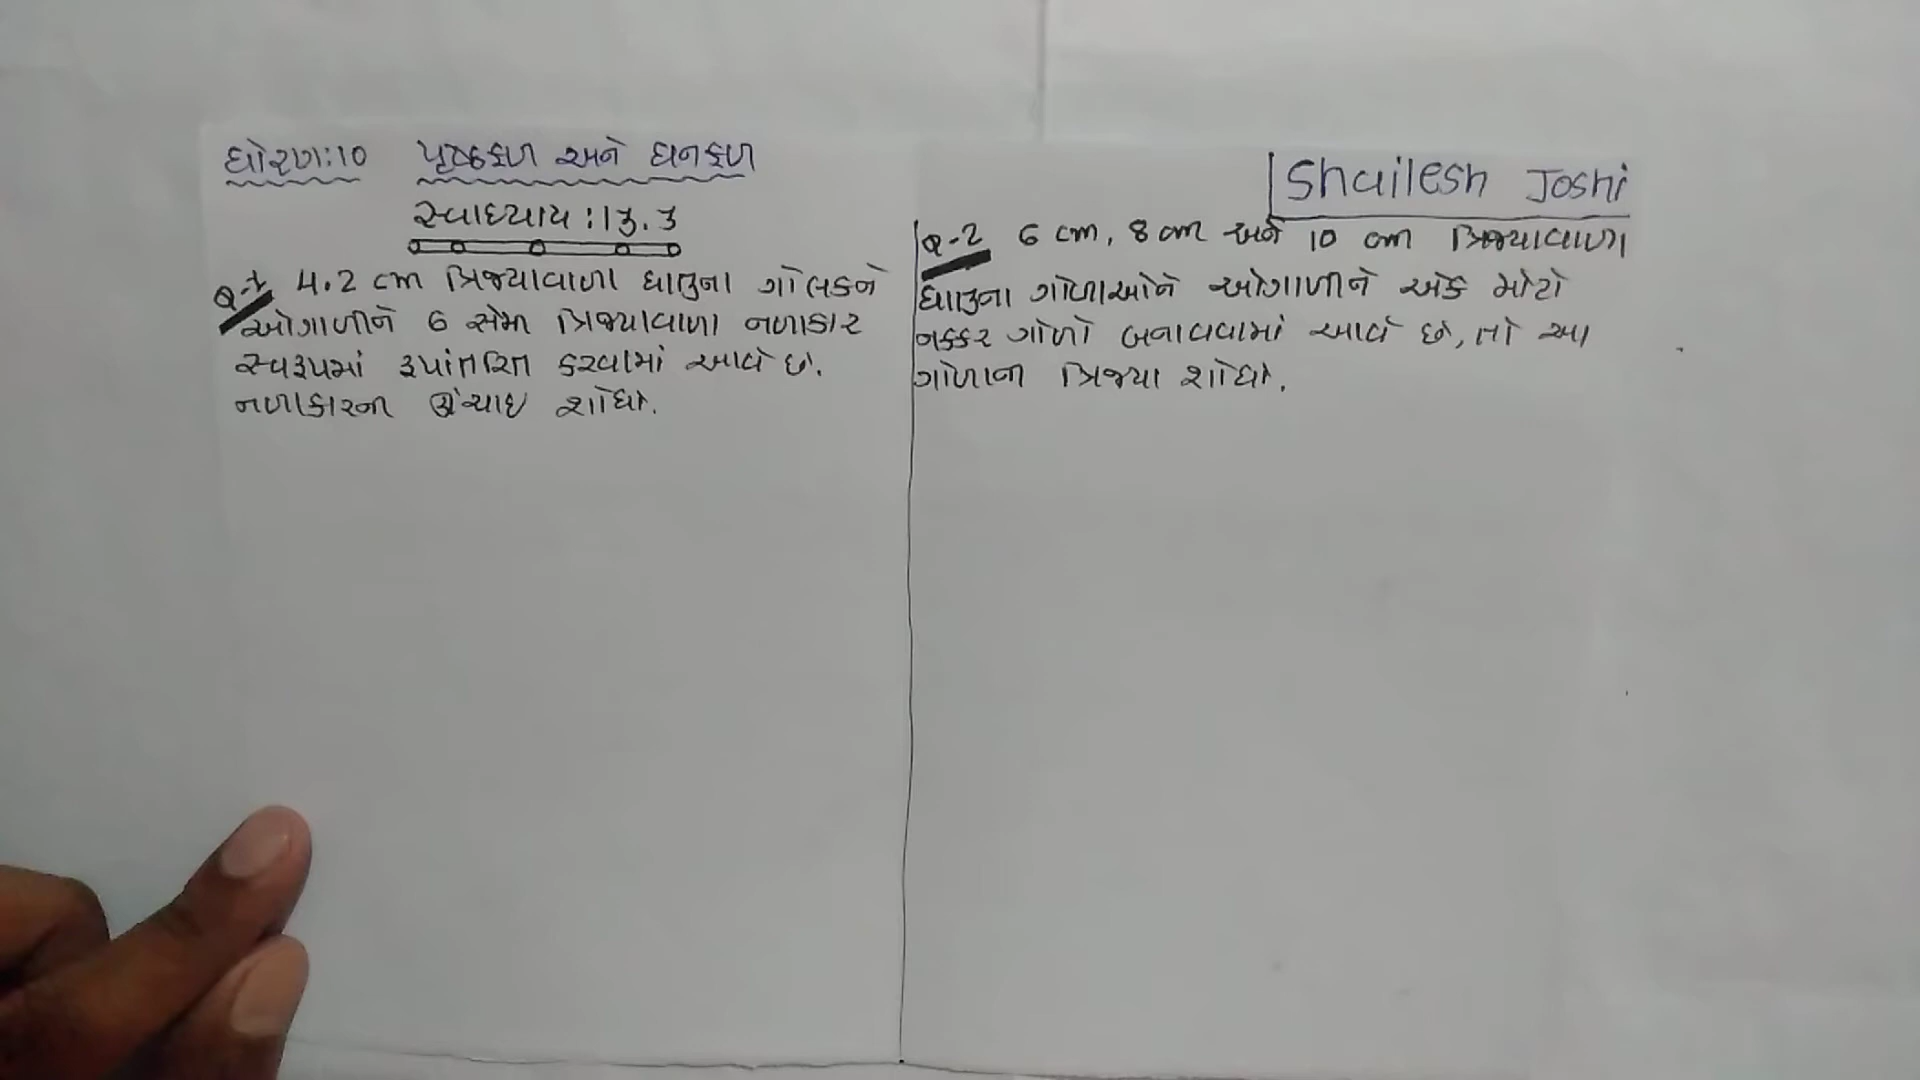 ધોરણ:10 પૃષ્ઠફળ અને ઘનફળ
સ્વાધ્યાય : 13.3
Q-1 4.2 cm ત્રિજ્યાવાળા ધાતુના ગોલકને
ઓગાળીને 6 સેમી ત્રિજ્યાવાળા નળાકાર
સ્વરૂપમાં રૂપાંતરિત કરવામાં આવે છે.
નળાકારની ઊંચાઇ શોધો.
Shailesh Joshi
Q-2 6 cm, 8 cm અને 10 cm ત્રિજ્યાવાળા
ધાતુના ગોળાઓને ઓગાળીને એક મોટો
નક્કર ગોળો બનાવવામાં આવે છે, તો આ
ગોળાની ત્રિજ્યા શોધો.